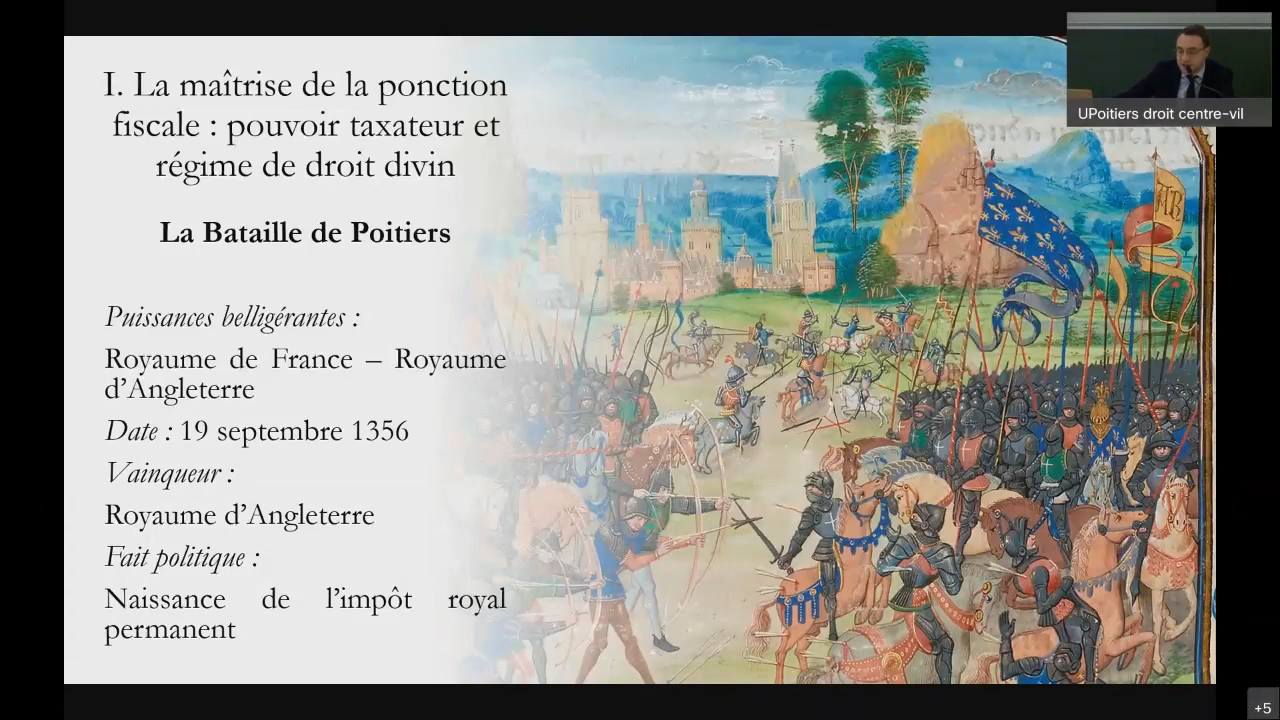 I. La maîtrise de la ponction
fiscale : pouvoir taxateur et
régime de droit divin
La Bataille de Poitiers
Puissances belligérantes :
Royaume de France – Royaume
d’Angleterre
Date : 19 septembre 1356
Vainqueur :
Royaume d’Angleterre
Fait politique :
Naissance de l’impôt royal
permanent
UPoitiers droit centre-vil
+5